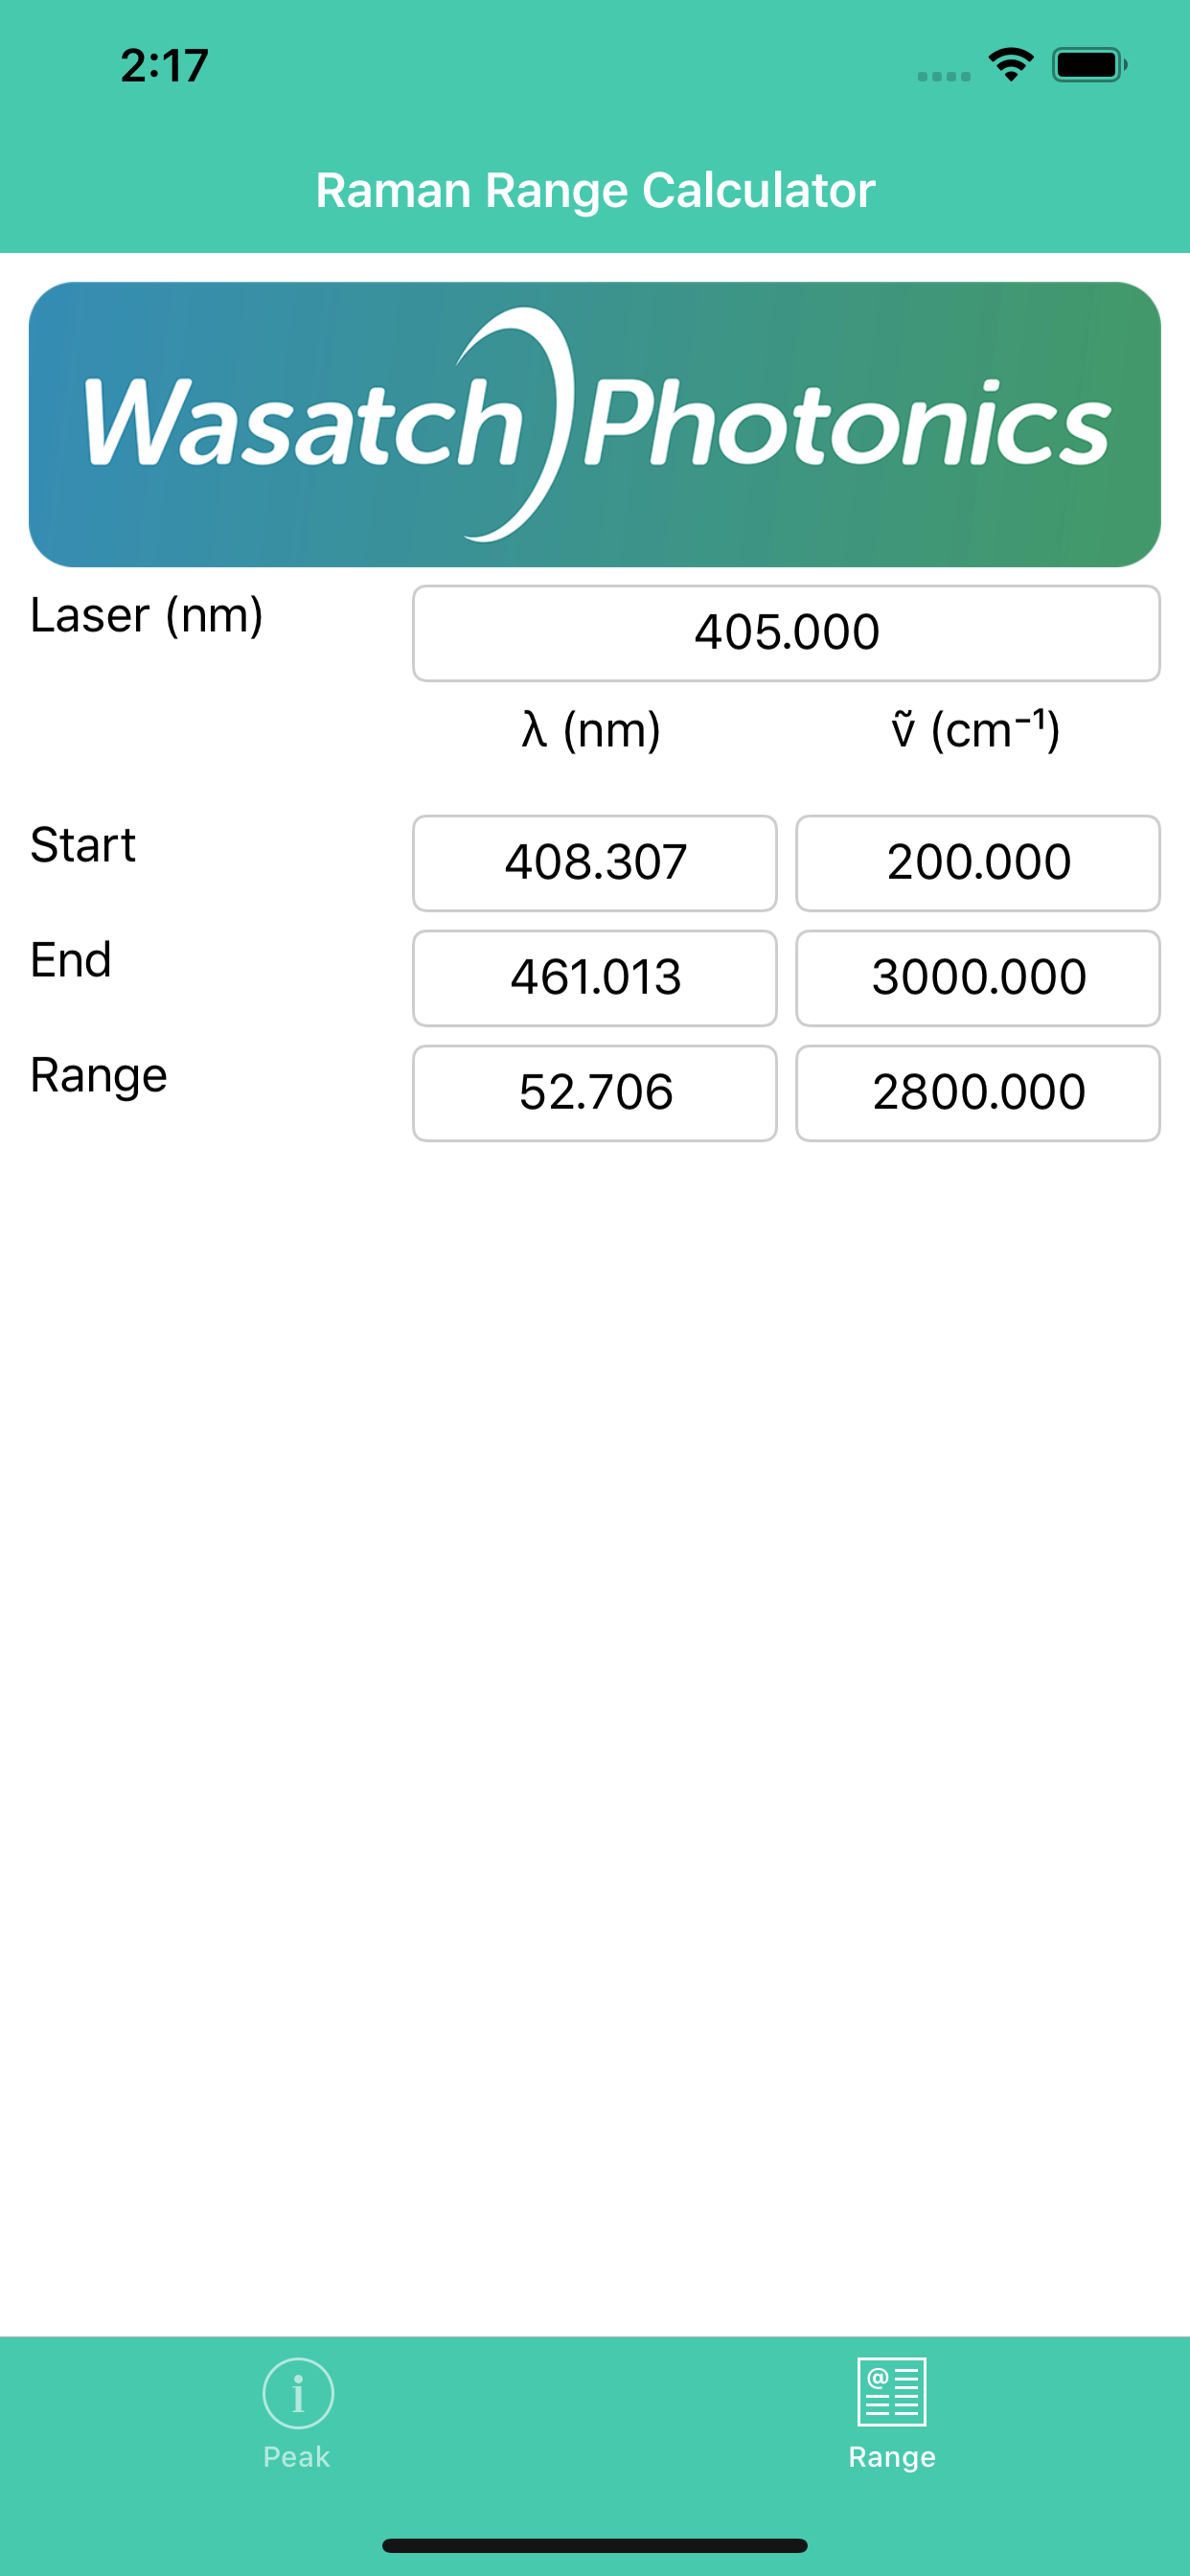 2:17
Raman Range Calculator
Wasatch Photonics
Laser (nm) 405.000
λ (nm) ṽ (cm⁻¹)
Start 408.307 200.000
End 461.013 3000.000
Range 52.706 2800.000
Peak Range